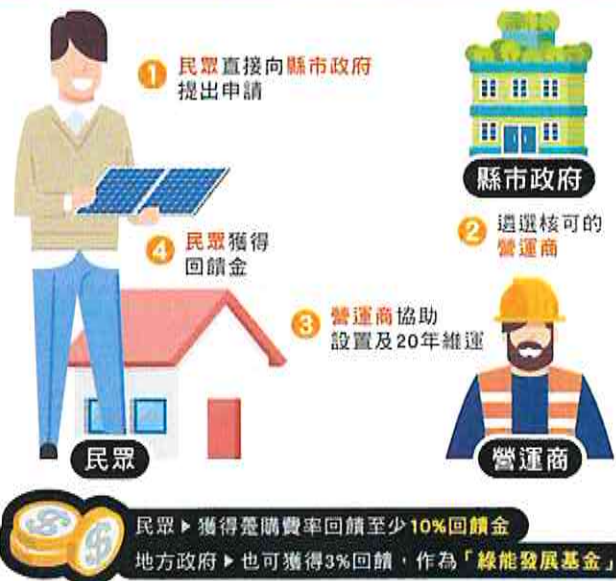 1 民眾直接向縣市政府
提出申請
縣市政府
2 遴選核可的
營運商
4 民眾獲得
回饋金
3 營運商協助
設置及20年維運
民眾
營運商
民眾▶獲得躉購費率回饋至少10%回饋金
地方政府▶也可獲得3%回饋,作為「綠能發展基金」